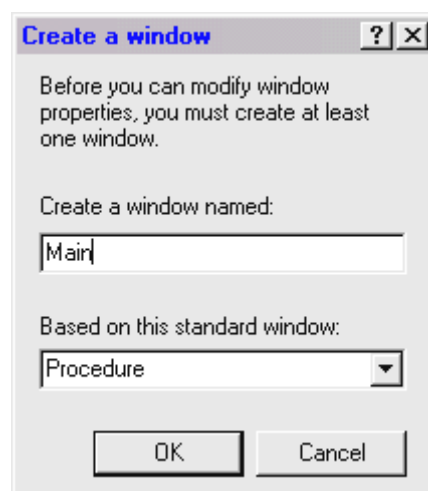 Create a window
Before you can modify window
properties, you must create at least
one window.
Create a window named:
Main
Based on this standard window:
Procedure
OK Cancel